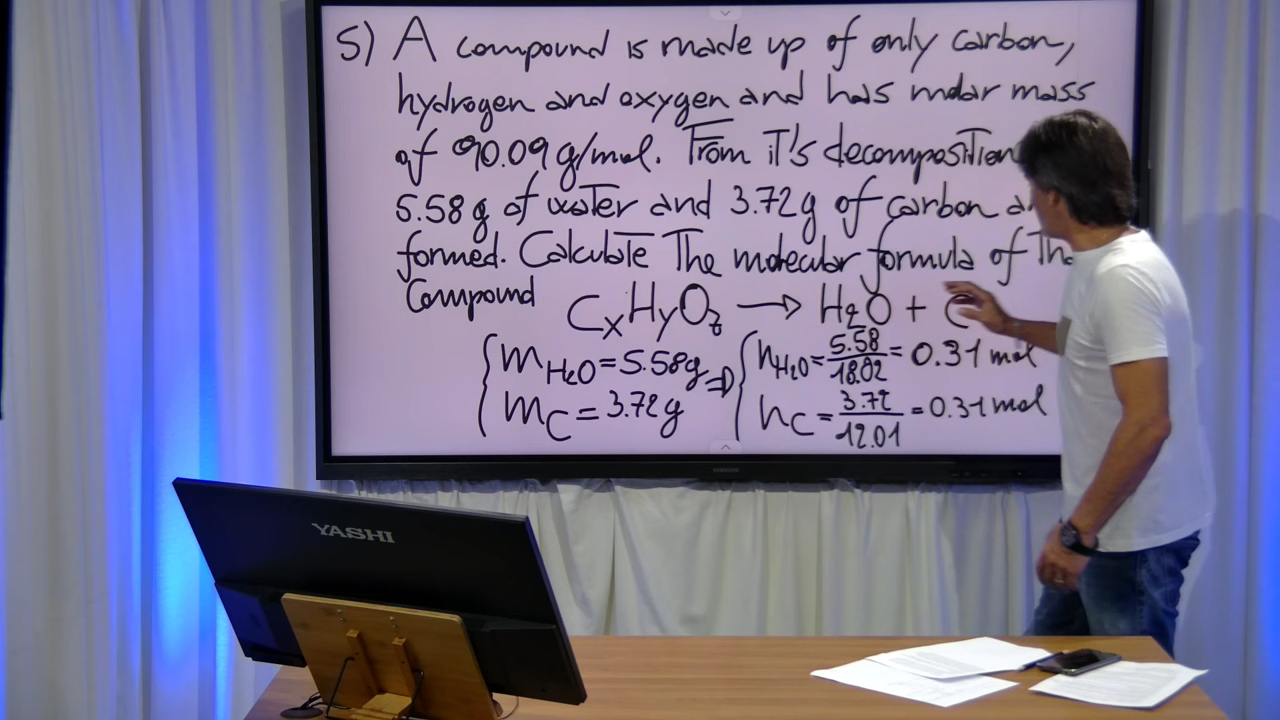 5) A compound is made up of only carbon,
hydrogen and oxygen and has molar mass
of 90.09 g/mol. From it's decomposition
5.58 g of water and 3.72 g of carbon
formed. Calculate The molecular formula of
Compound CxHyOz → H2O + C
{ mH2O = 5.58g ⇒ { nH2O = 5.58/18.02 = 0.31 mol
mC = 3.72g nC = 3.72/12.01 = 0.31 mol
SAMSUNG
YASHI